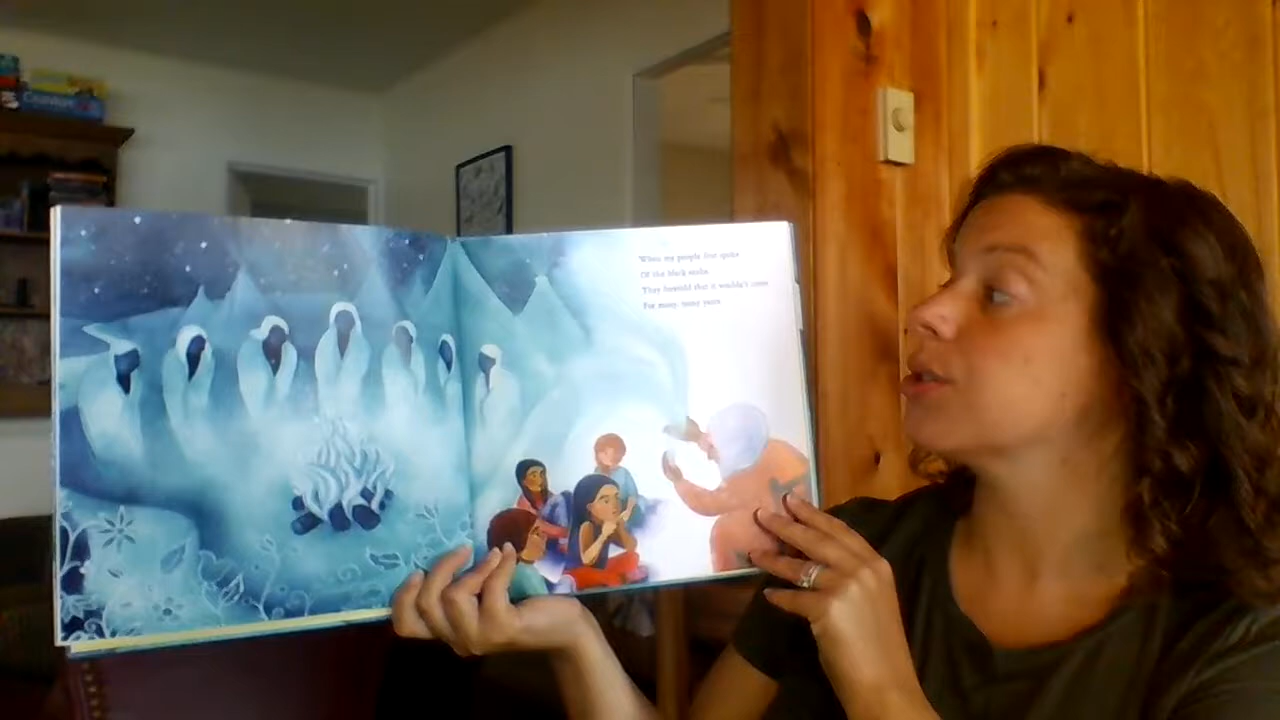 When my people first spoke
Of the black snake,
They foretold that it wouldn't come
For many, many years.